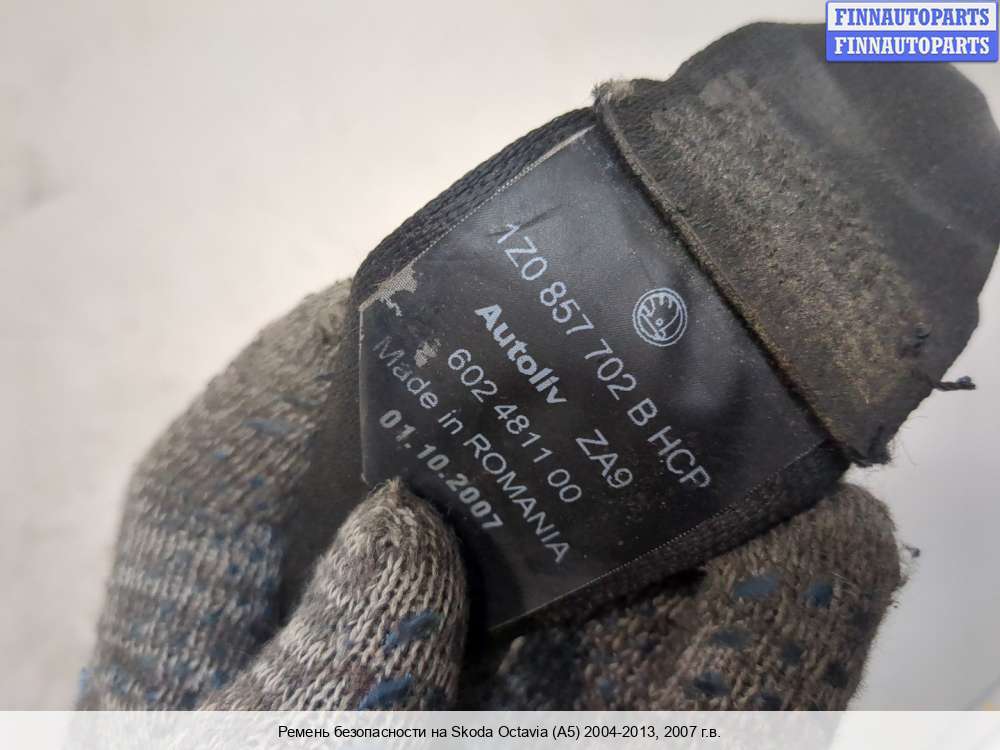 FINNAUTOPARTS
FINNAUTOPARTS
1Z0 857 702 B HCP
Autoliv ZA9
602 4811 00
Made in ROMANIA
01.10.2007
Ремень безопасности на Skoda Octavia (A5) 2004-2013, 2007 г.в.